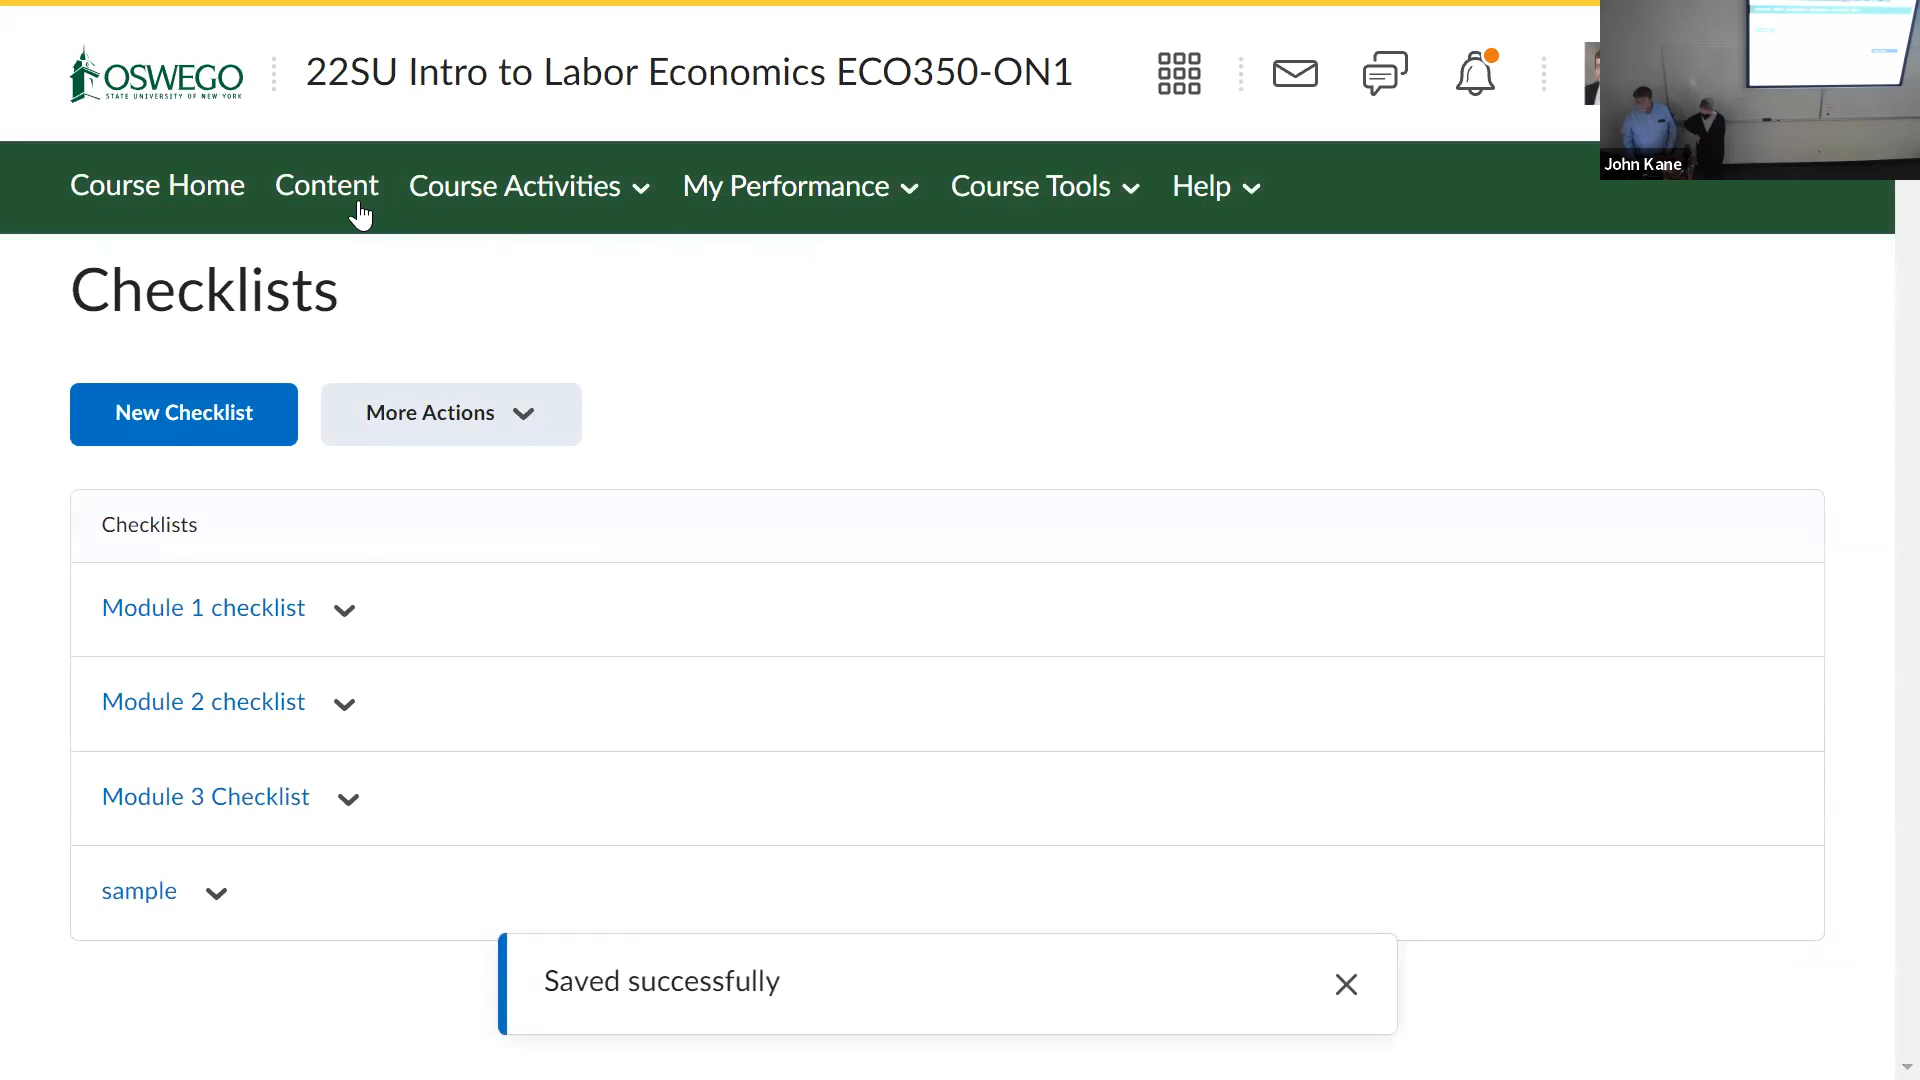 OSWEGO
STATE UNIVERSITY OF NEW YORK
22SU Intro to Labor Economics ECO350-ON1
John Kane
Course Home
Content
Course Activities
My Performance
Course Tools
Help
Checklists
New Checklist
More Actions
Checklists
Module 1 checklist
Module 2 checklist
Module 3 Checklist
sample
Saved successfully